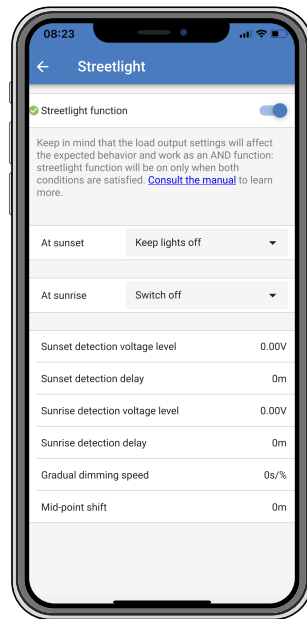 08:23
Streetlight
Streetlight function
Keep in mind that the load output settings will affect
the expected behavior and work as an AND function:
streetlight function will be on only when both
conditions are satisfied. Consult the manual to learn
more.
At sunset Keep lights off
At sunrise Switch off
Sunset detection voltage level 0.00V
Sunset detection delay 0m
Sunrise detection voltage level 0.00V
Sunrise detection delay 0m
Gradual dimming speed 0s/%
Mid-point shift 0m